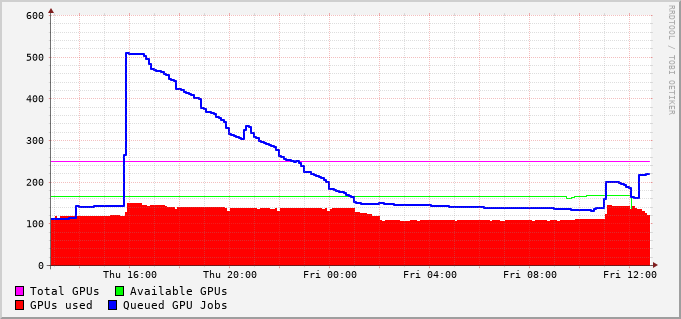 600
500
400
300
200
100
0
Thu 16:00 Thu 20:00 Fri 00:00 Fri 04:00 Fri 08:00 Fri 12:00
Total GPUs Available GPUs
GPUs used Queued GPU Jobs
RRDTOOL / TOBI OETIKER